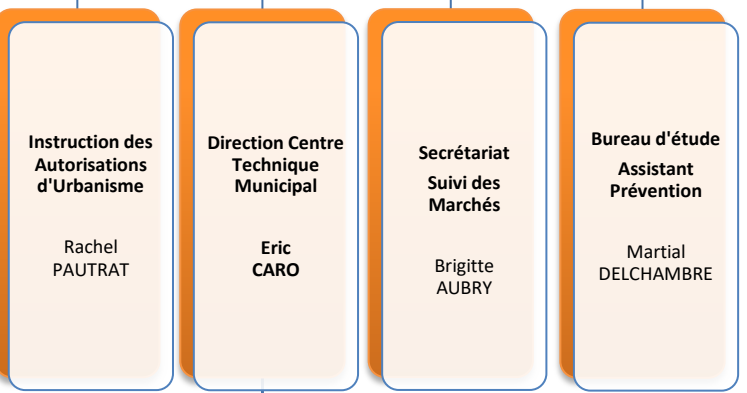 Instruction des
Autorisations
d'Urbanisme
Rachel
PAUTRAT
Direction Centre
Technique
Municipal
Eric
CARO
Secrétariat
Suivi des
Marchés
Brigitte
AUBRY
Bureau d'étude
Assistant
Prévention
Martial
DELCHAMBRE